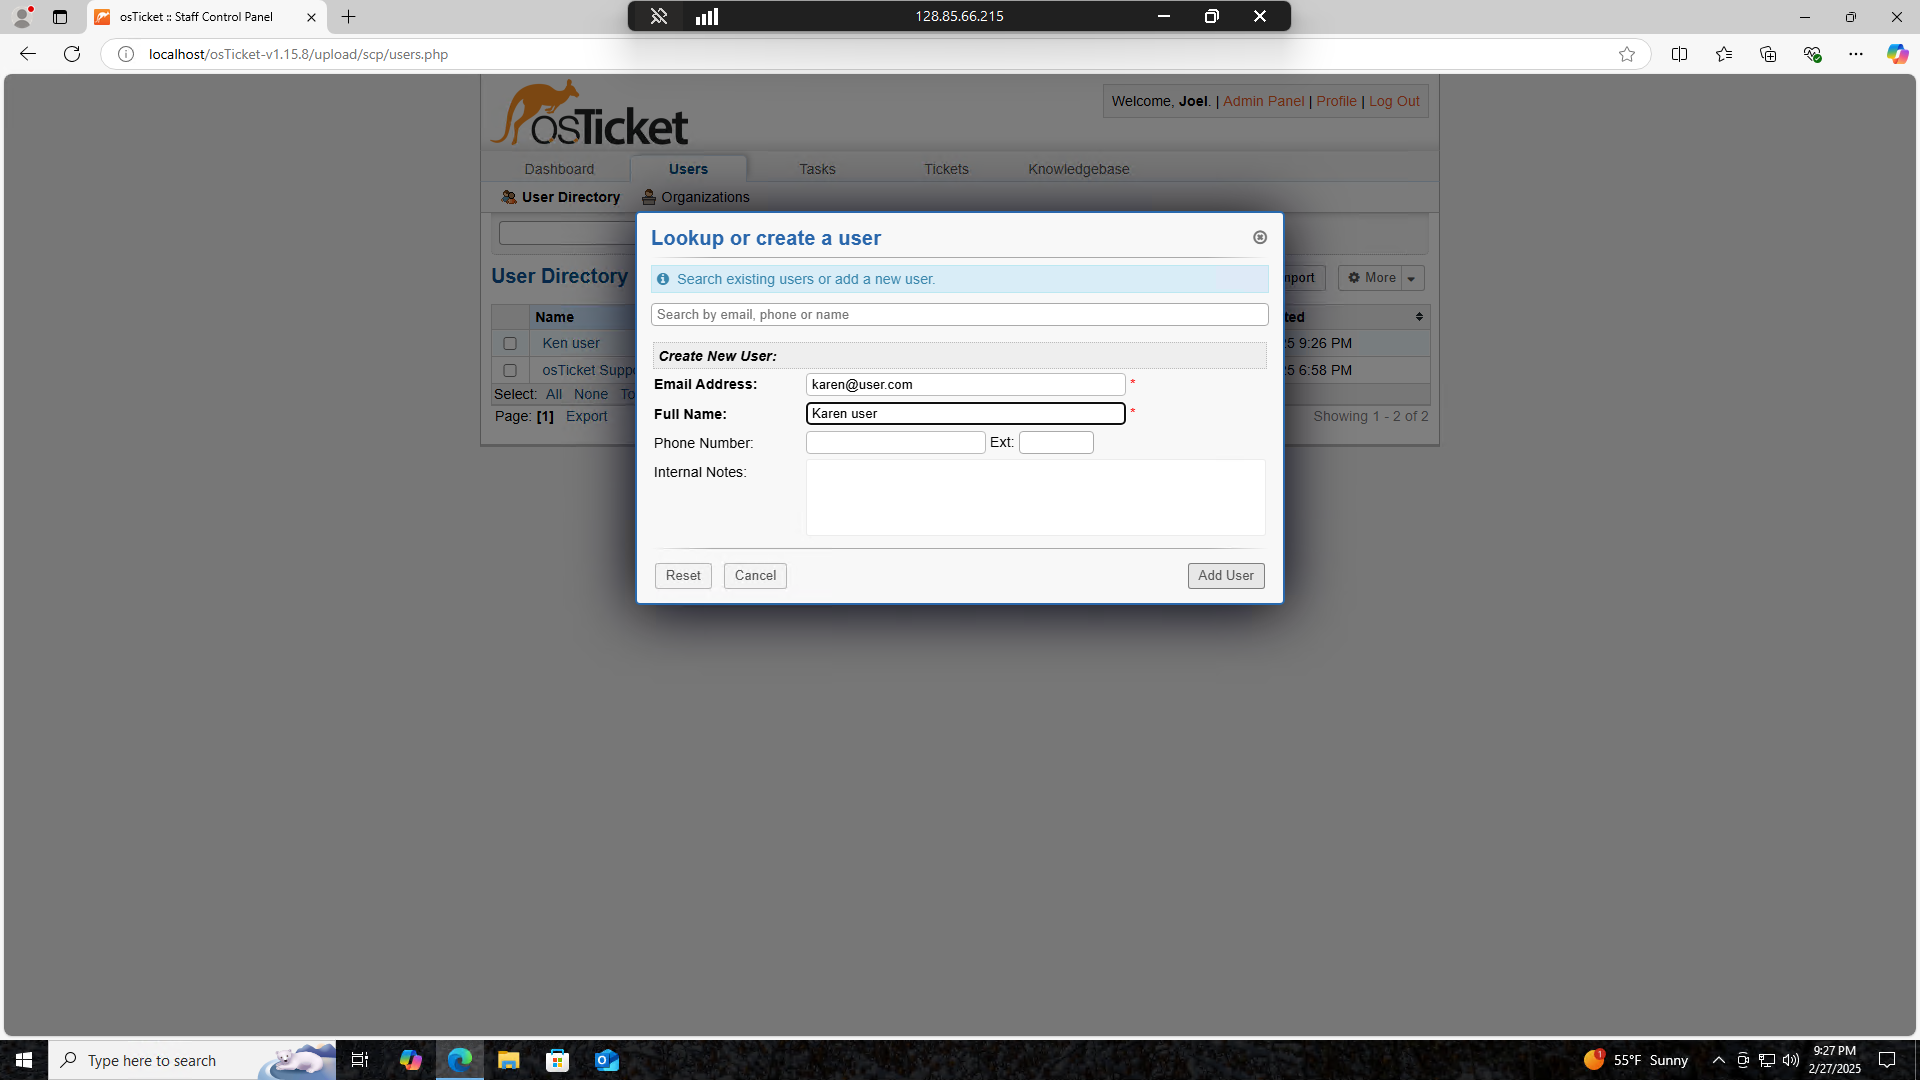 osTicket :: Staff Control Panel
128.85.66.215
localhost/osTicket-v1.15.8/upload/scp/users.php
osTicket
Welcome, Joel. | Admin Panel | Profile | Log Out
Dashboard Users Tasks Tickets Knowledgebase
User Directory Organizations
Lookup or create a user
User Directory
Search existing users or add a new user.
More
Search by email, phone or name
Name
Create New User:
Ken user
5 9:26 PM
osTicket
5 6:58 PM
Email Address: karen@user.com *
Select: All None
Full Name: Karen user *
Page: [1] Export
Showing 1 - 2 of 2
Phone Number: Ext:
Internal Notes:
Reset Cancel Add User
Type here to search
1
55°F Sunny
9:27 PM
2/27/2025